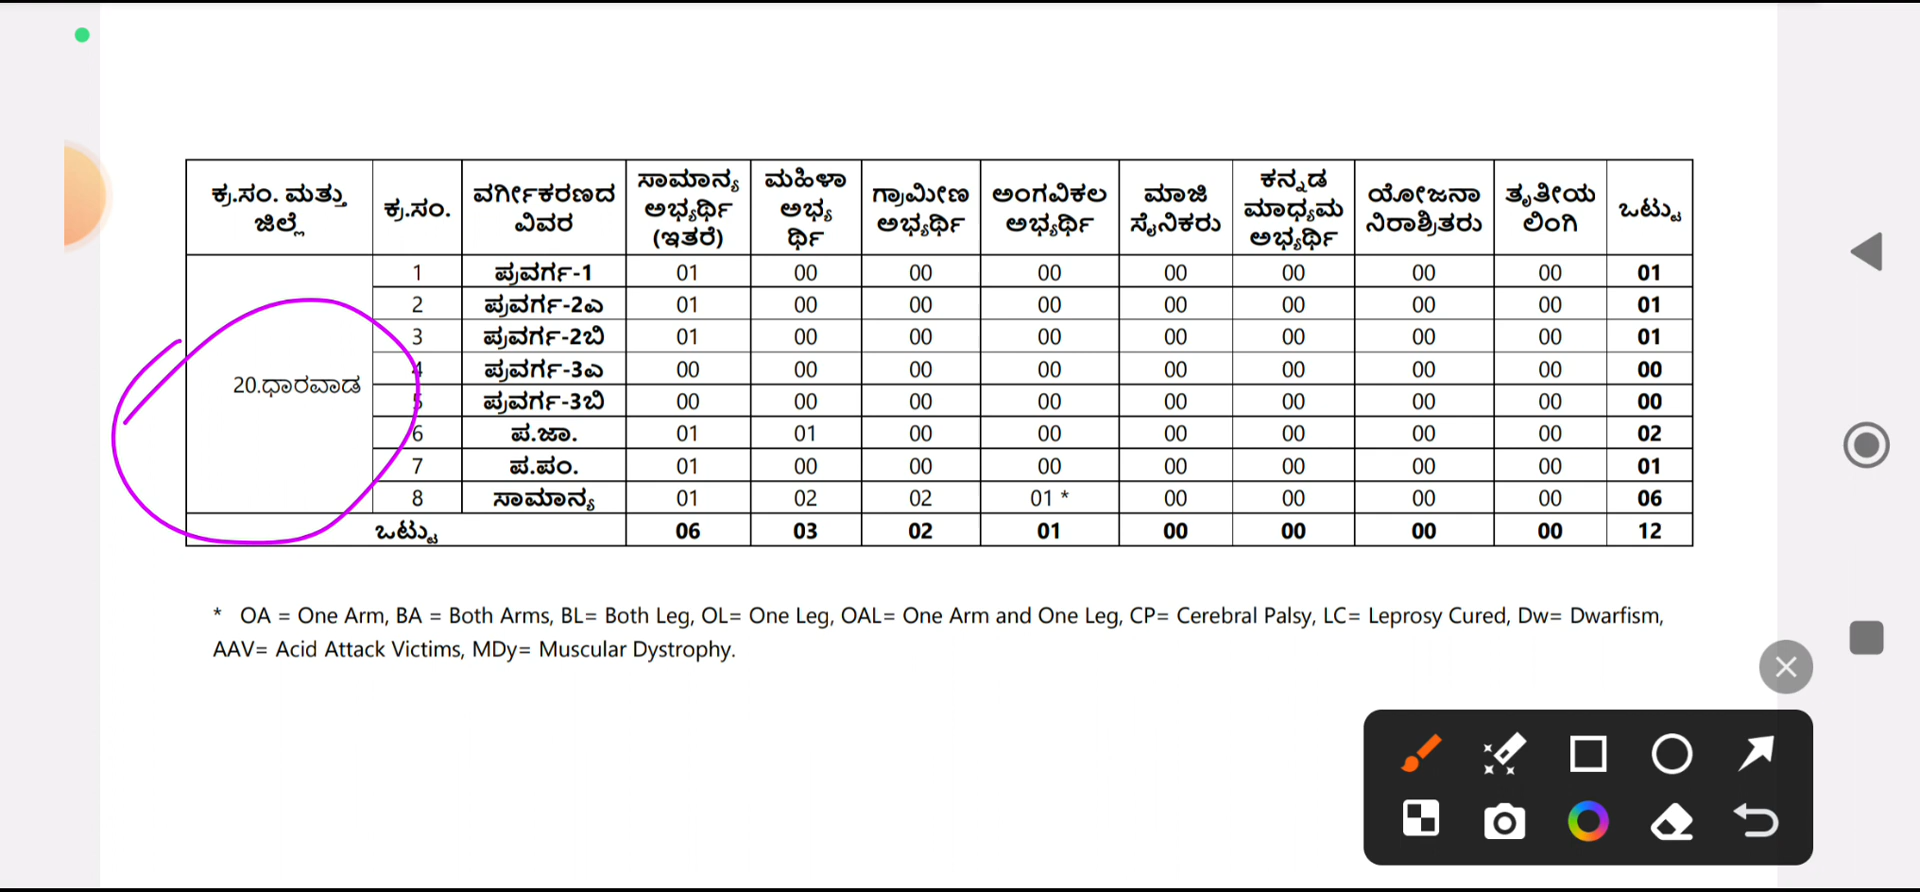 ಕ್ರ.ಸಂ. ಮತ್ತು ಜಿಲ್ಲೆ ಕ್ರ.ಸಂ. ವರ್ಗೀಕರಣದ ವಿವರ ಸಾಮಾನ್ಯ ಅಭ್ಯರ್ಥಿ (ಇತರೆ) ಮಹಿಳಾ ಅಭ್ಯರ್ಥಿ ಗ್ರಾಮೀಣ ಅಭ್ಯರ್ಥಿ ಅಂಗವಿಕಲ ಅಭ್ಯರ್ಥಿ ಮಾಜಿ ಸೈನಿಕರು ಕನ್ನಡ ಮಾಧ್ಯಮ ಅಭ್ಯರ್ಥಿ ಯೋಜನಾ ನಿರಾಶ್ರಿತರು ತೃತೀಯ ಲಿಂಗಿ ಒಟ್ಟು
20.ಧಾರವಾಡ
1 ಪ್ರವರ್ಗ-1 01 00 00 00 00 00 00 00 01
2 ಪ್ರವರ್ಗ-2ಎ 01 00 00 00 00 00 00 00 01
3 ಪ್ರವರ್ಗ-2ಬಿ 01 00 00 00 00 00 00 00 01
4 ಪ್ರವರ್ಗ-3ಎ 00 00 00 00 00 00 00 00 00
5 ಪ್ರವರ್ಗ-3ಬಿ 00 00 00 00 00 00 00 00 00
6 ಪ.ಜಾ. 01 01 00 00 00 00 00 00 02
7 ಪ.ಪಂ. 01 00 00 00 00 00 00 00 01
8 ಸಾಮಾನ್ಯ 01 02 02 01 * 00 00 00 00 06
ಒಟ್ಟು 06 03 02 01 00 00 00 00 12
* OA = One Arm, BA = Both Arms, BL= Both Leg, OL= One Leg, OAL= One Arm and One Leg, CP= Cerebral Palsy, LC= Leprosy Cured, Dw= Dwarfism,
AAV= Acid Attack Victims, MDy= Muscular Dystrophy.